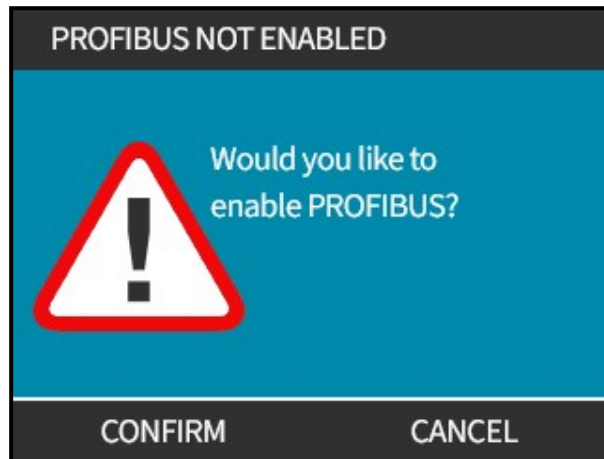 PROFIBUS NOT ENABLED
Would you like to
enable PROFIBUS?
!
CONFIRM CANCEL